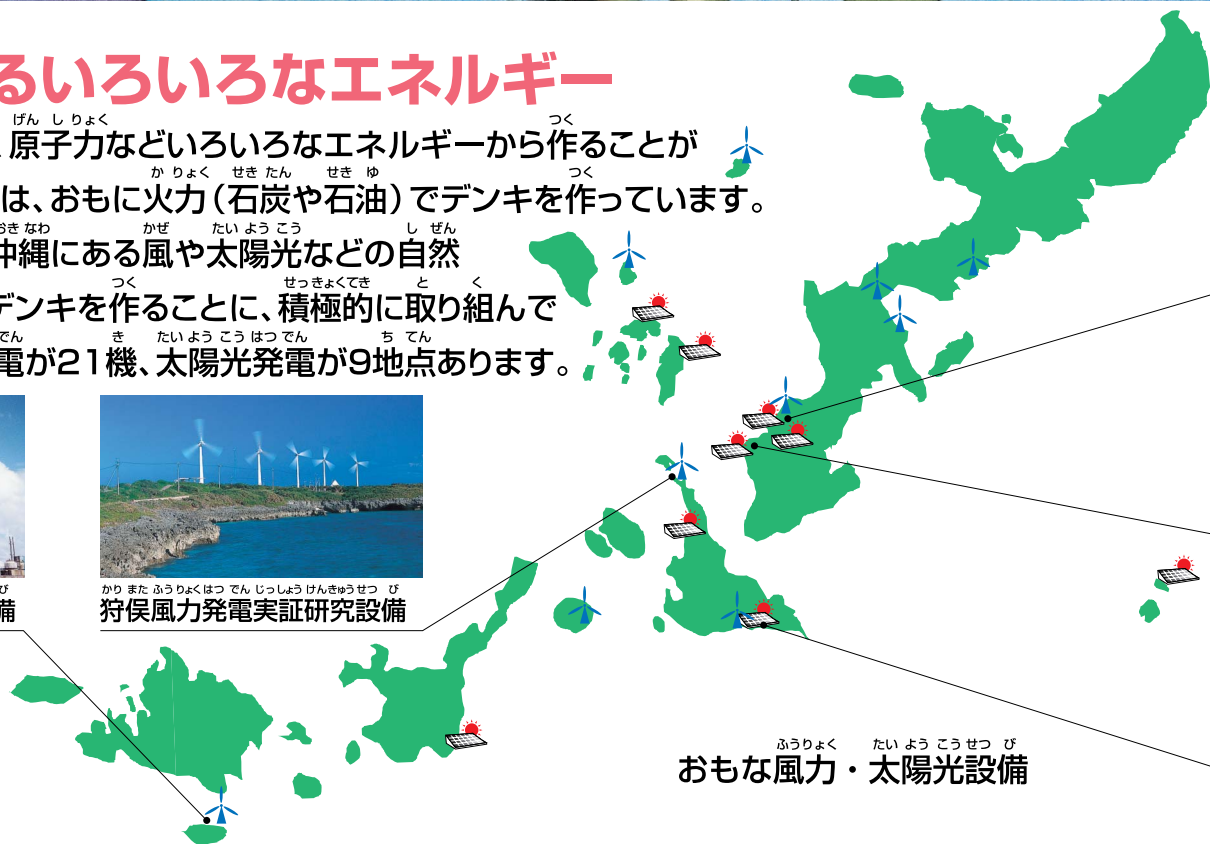 るいろいろなエネルギー
げん し りょく つく
原子力などいろいろなエネルギーから作ることが
か りょく せき たん せき ゆ つく
は、おもに火力（石炭や石油）でデンキを作っています。
おき なわ かぜ たい よう こう し ぜん
沖縄にある風や太陽光などの自然
つく せっきょくてき と く
デンキを作ることに、積極的に取り組んで
でん き たい よう こう はつ でん ち てん
電が21機、太陽光発電が9地点あります。
び
備
かり また ふうりょくはつ でん じっしょう けんきゅうせつ び
狩俣風力発電実証研究設備
ふうりょく たい よう こう せつ び
おもな風力・太陽光設備